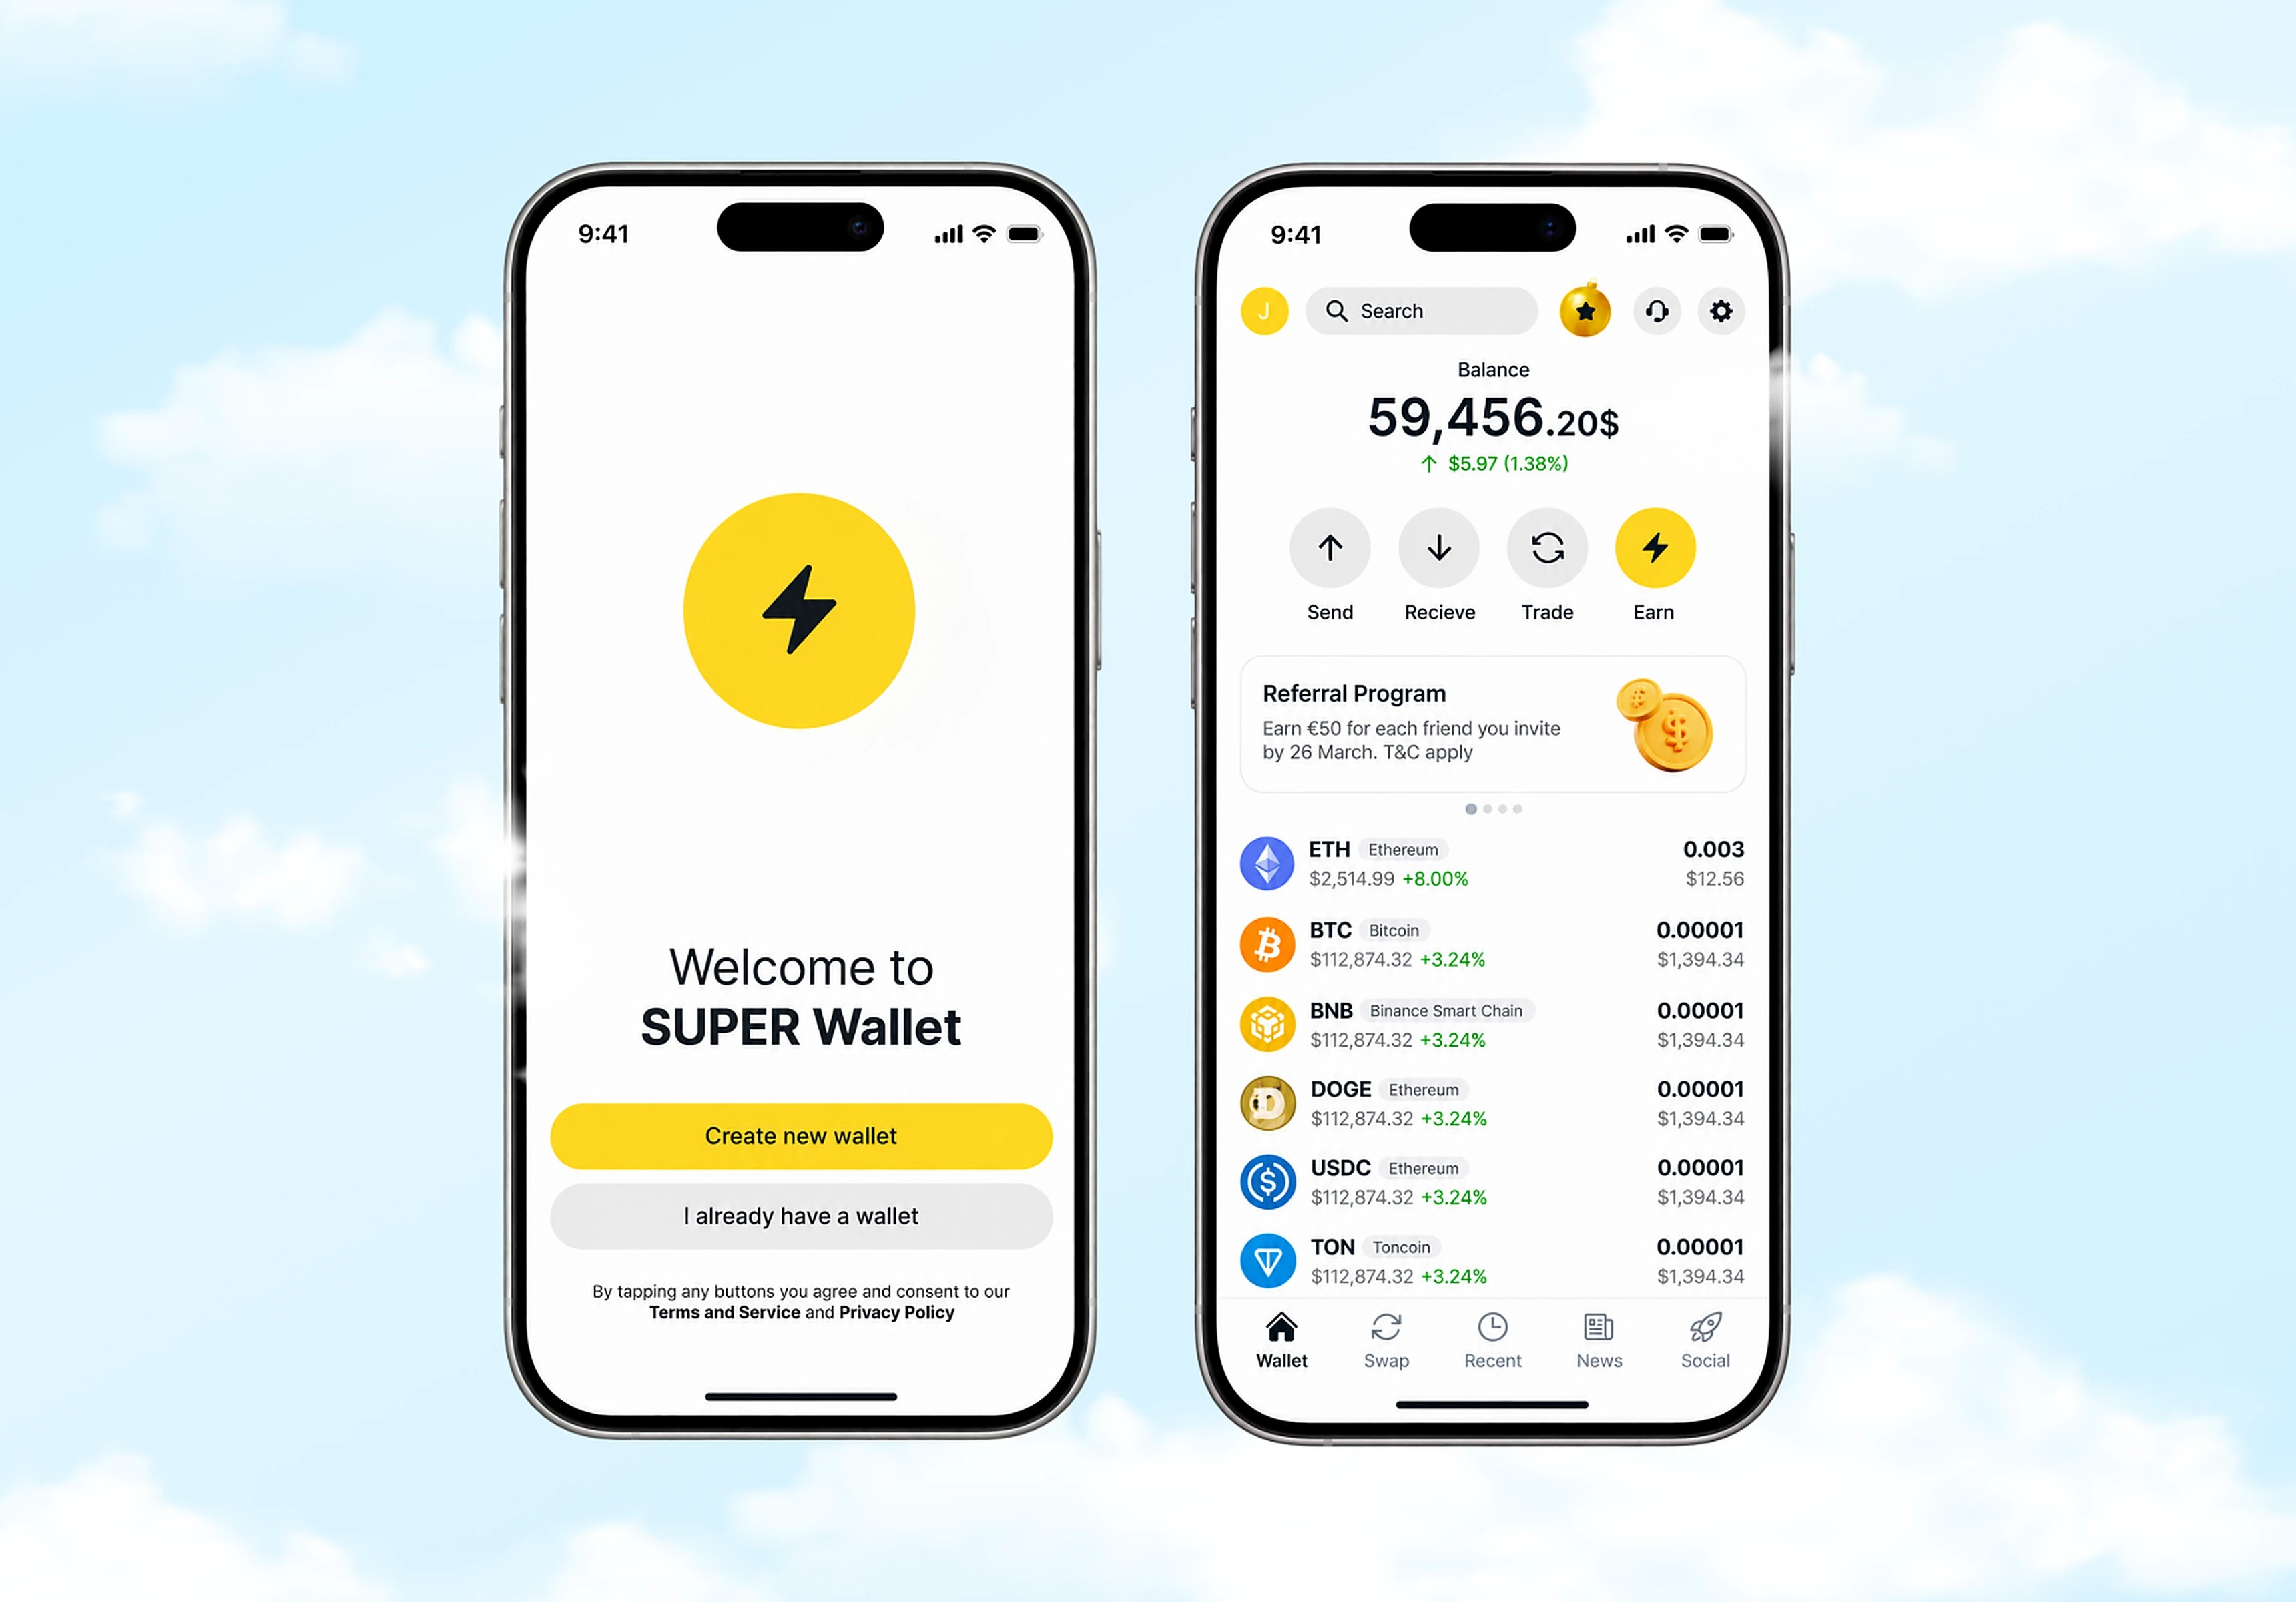 9:41
Welcome to
SUPER Wallet
Create new wallet
I already have a wallet
By tapping any buttons you agree and consent to our
Terms and Service and Privacy Policy
9:41
J
Search
Balance
59,456.20$
↑ $5.97 (1.38%)
Send Recieve Trade Earn
Referral Program
Earn €50 for each friend you invite
by 26 March. T&C apply
ETH Ethereum 0.003
$2,514.99 +8.00% $12.56
BTC Bitcoin 0.00001
$112,874.32 +3.24% $1,394.34
BNB Binance Smart Chain 0.00001
$112,874.32 +3.24% $1,394.34
DOGE Ethereum 0.00001
$112,874.32 +3.24% $1,394.34
USDC Ethereum 0.00001
$112,874.32 +3.24% $1,394.34
TON Toncoin 0.00001
$112,874.32 +3.24% $1,394.34
Wallet Swap Recent News Social